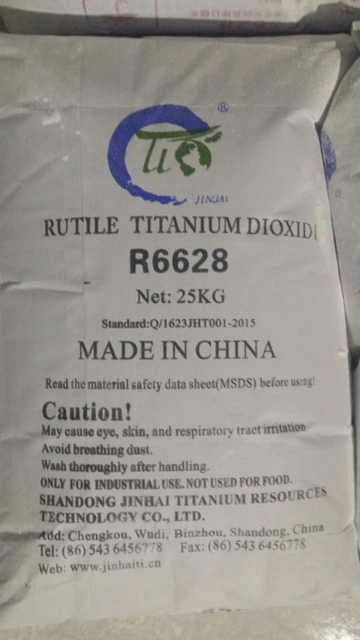 ®
TiO
JINHAI
RUTILE TITANIUM DIOXID
R6628
Net: 25KG
Standard:Q/1623JHT001-2015
MADE IN CHINA
Read the material safety data sheet(MSDS) before using!
Caution!
May cause eye, skin, and respiratory tract irritation
Avoid breathing dust.
Wash thoroughly after handling.
ONLY FOR INDUSTRIAL USE. NOT USED FOR FOOD.
SHANDONG JINHAI TITANIUM RESOURCES
TECHNOLOGY CO., LTD.
Add: Chengkou, Wudi, Binzhou, Shandong, China
Tel: (86) 543 6456778 Fax: (86) 543 6456778
Web: www.jinhaiti.cn